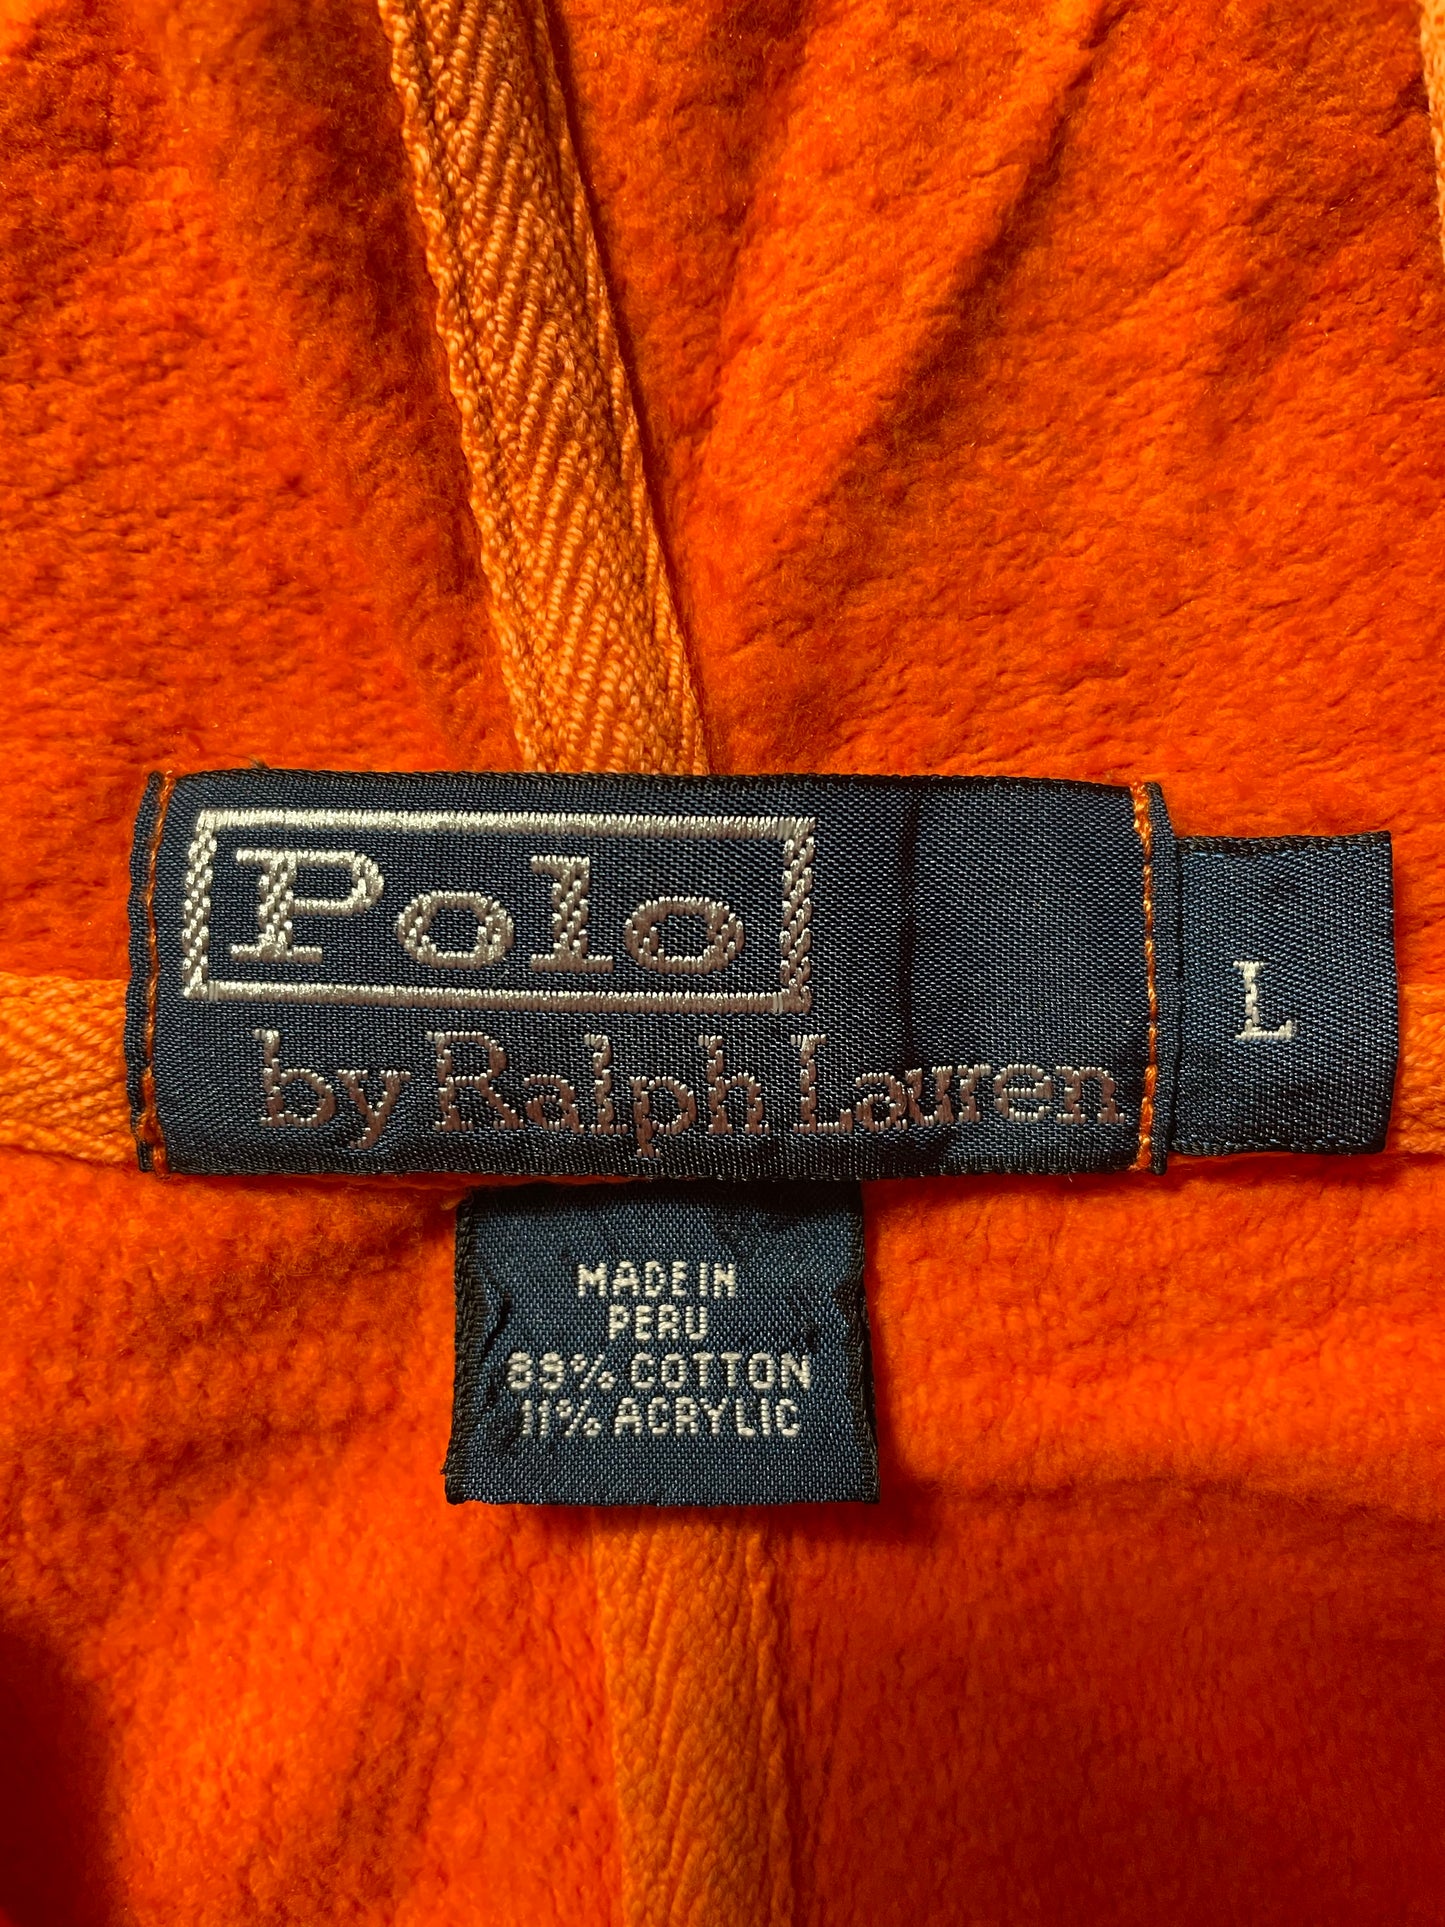 Polo
by Ralph Lauren
L
MADE IN
PERU
89% COTTON
11% ACRYLIC